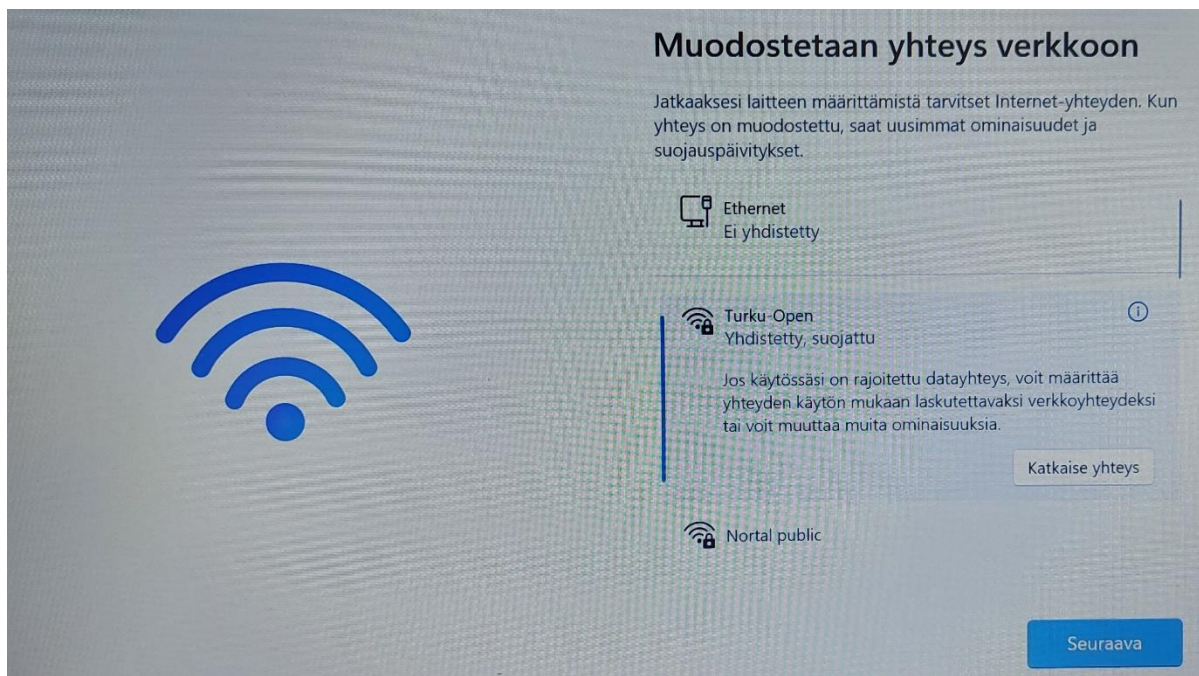 Muodostetaan yhteys verkkoon
Jatkaaksesi laitteen määrittämistä tarvitset Internet-yhteyden. Kun
yhteys on muodostettu, saat uusimmat ominaisuudet ja
suojauspäivitykset.
Ethernet
Ei yhdistetty
Turku-Open
Yhdistetty, suojattu
Jos käytössäsi on rajoitettu datayhteys, voit määrittää
yhteyden käytön mukaan laskutettavaksi verkkoyhteydeksi
tai voit muuttaa muita ominaisuuksia.
Katkaise yhteys
Nortal public
Seuraava